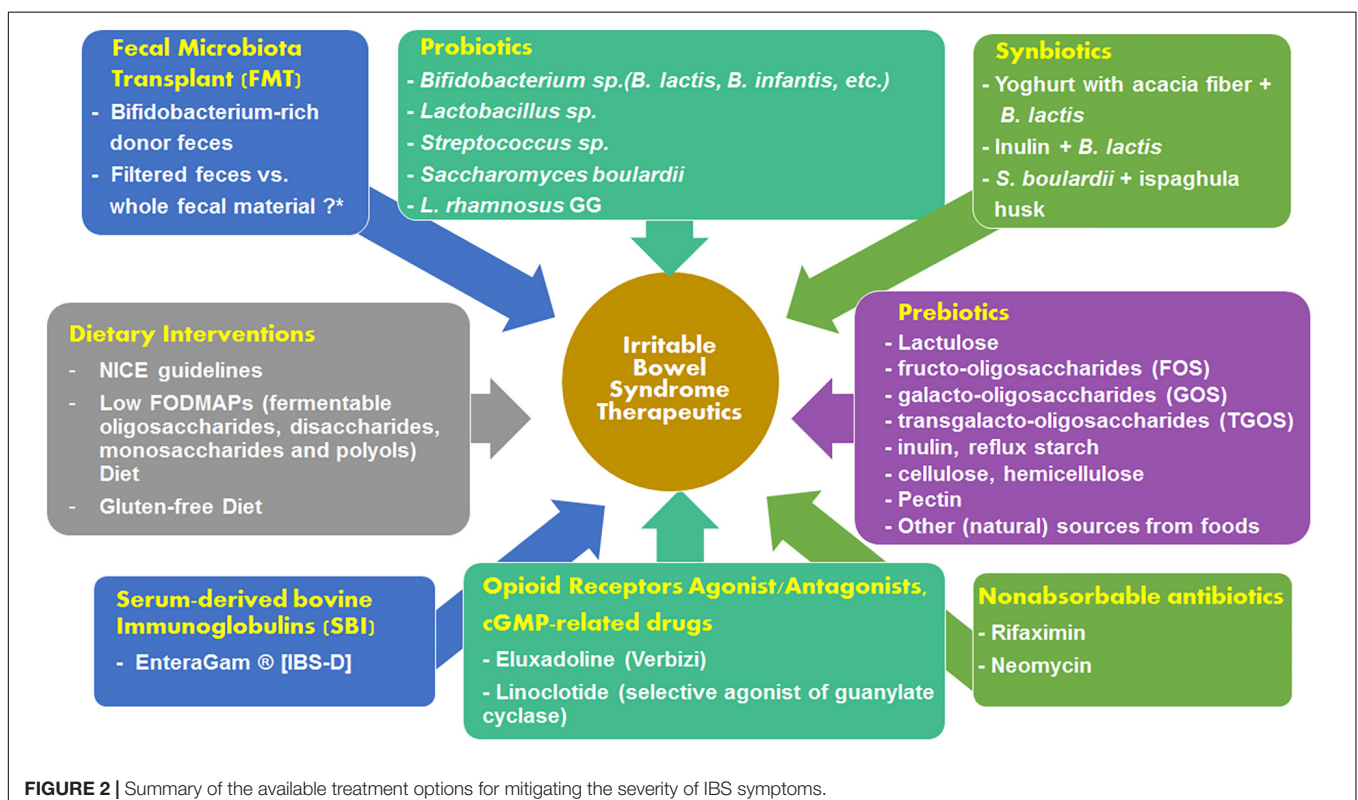 Fecal Microbiota
Transplant (FMT)
- Bifidobacterium-rich
donor feces
- Filtered feces vs.
whole fecal material ?*
Probiotics
- Bifidobacterium sp.(B. lactis, B. infantis, etc.)
- Lactobacillus sp.
- Streptococcus sp.
- Saccharomyces boulardii
- L. rhamnosus GG
Synbiotics
- Yoghurt with acacia fiber +
B. lactis
- Inulin + B. lactis
- S. boulardii + ispaghula
husk
Dietary Interventions
- NICE guidelines
- Low FODMAPs (fermentable
oligosaccharides, disaccharides,
monosaccharides and polyols)
Diet
- Gluten-free Diet
Irritable
Bowel
Syndrome
Therapeutics
Prebiotics
- Lactulose
- fructo-oligosaccharides (FOS)
- galacto-oligosaccharides (GOS)
- transgalacto-oligosaccharides (TGOS)
- inulin, reflux starch
- cellulose, hemicellulose
- Pectin
- Other (natural) sources from foods
Serum-derived bovine
Immunoglobulins (SBI)
- EnteraGam ® [IBS-D]
Opioid Receptors Agonist/Antagonists,
cGMP-related drugs
- Eluxadoline (Verbizi)
- Linoclotide (selective agonist of guanylate
cyclase)
Nonabsorbable antibiotics
- Rifaximin
- Neomycin
FIGURE 2 | Summary of the available treatment options for mitigating the severity of IBS symptoms.